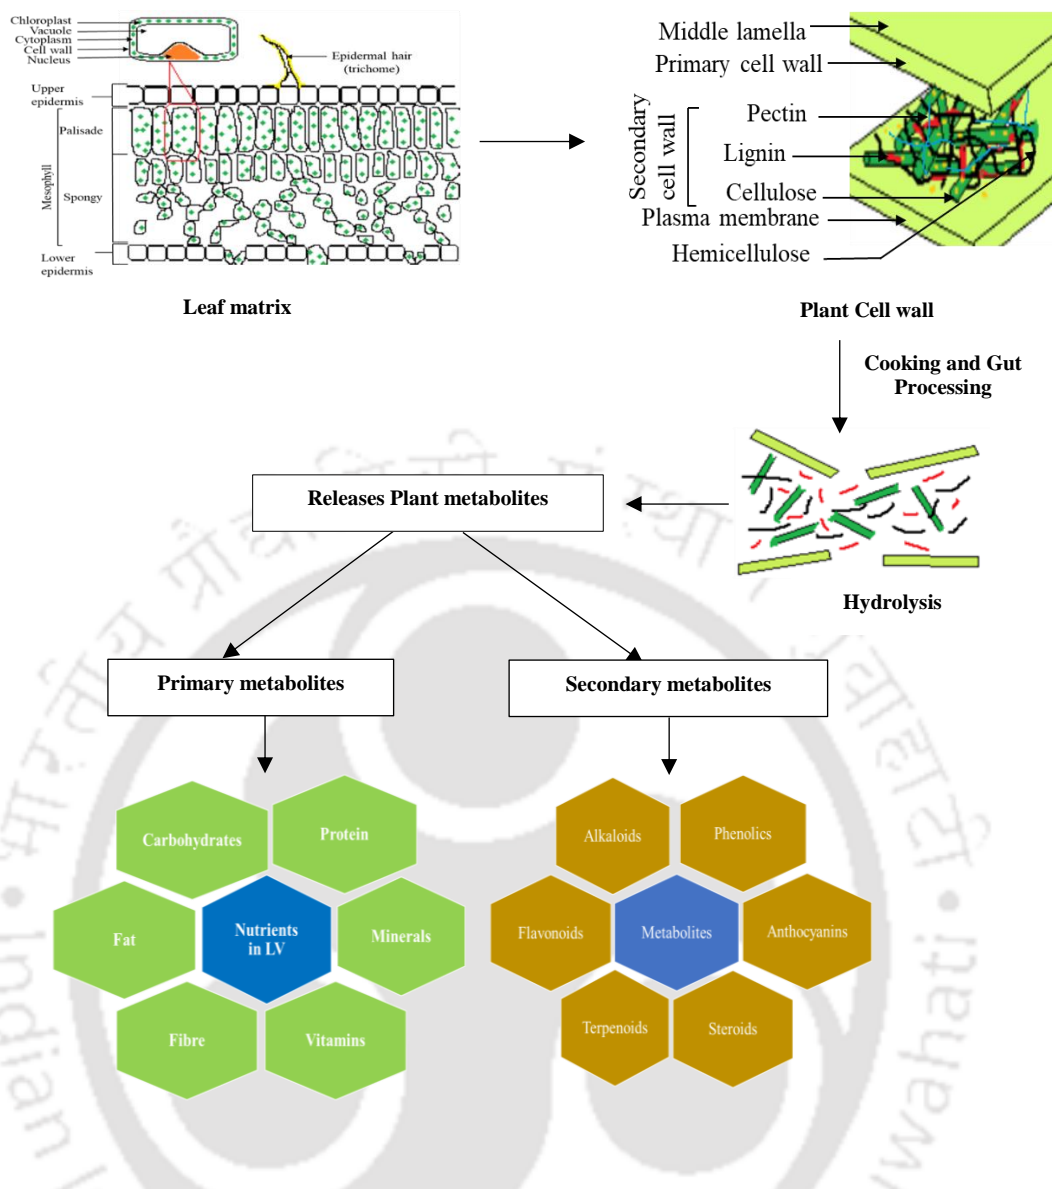 Chloroplast
Vacuole
Cytoplasm
Cell wall
Nucleus
Epidermal hair
(trichome)
Upper
epidermis
Palisade
Mesophyll
Spongy
Lower
epidermis
Leaf matrix
Middle lamella
Primary cell wall
Secondary
cell wall
Pectin
Lignin
Cellulose
Plasma membrane
Hemicellulose
Plant Cell wall
Cooking and Gut
Processing
Hydrolysis
Releases Plant metabolites
Primary metabolites
Secondary metabolites
Carbohydrates
Protein
Fat
Nutrients
in LV
Minerals
Fibre
Vitamins
Alkaloids
Phenolics
Flavonoids
Metabolites
Anthocyanins
Terpenoids
Steroids
भारतीय प्रौद्योगिकी संस्थान
Indian
uwahati